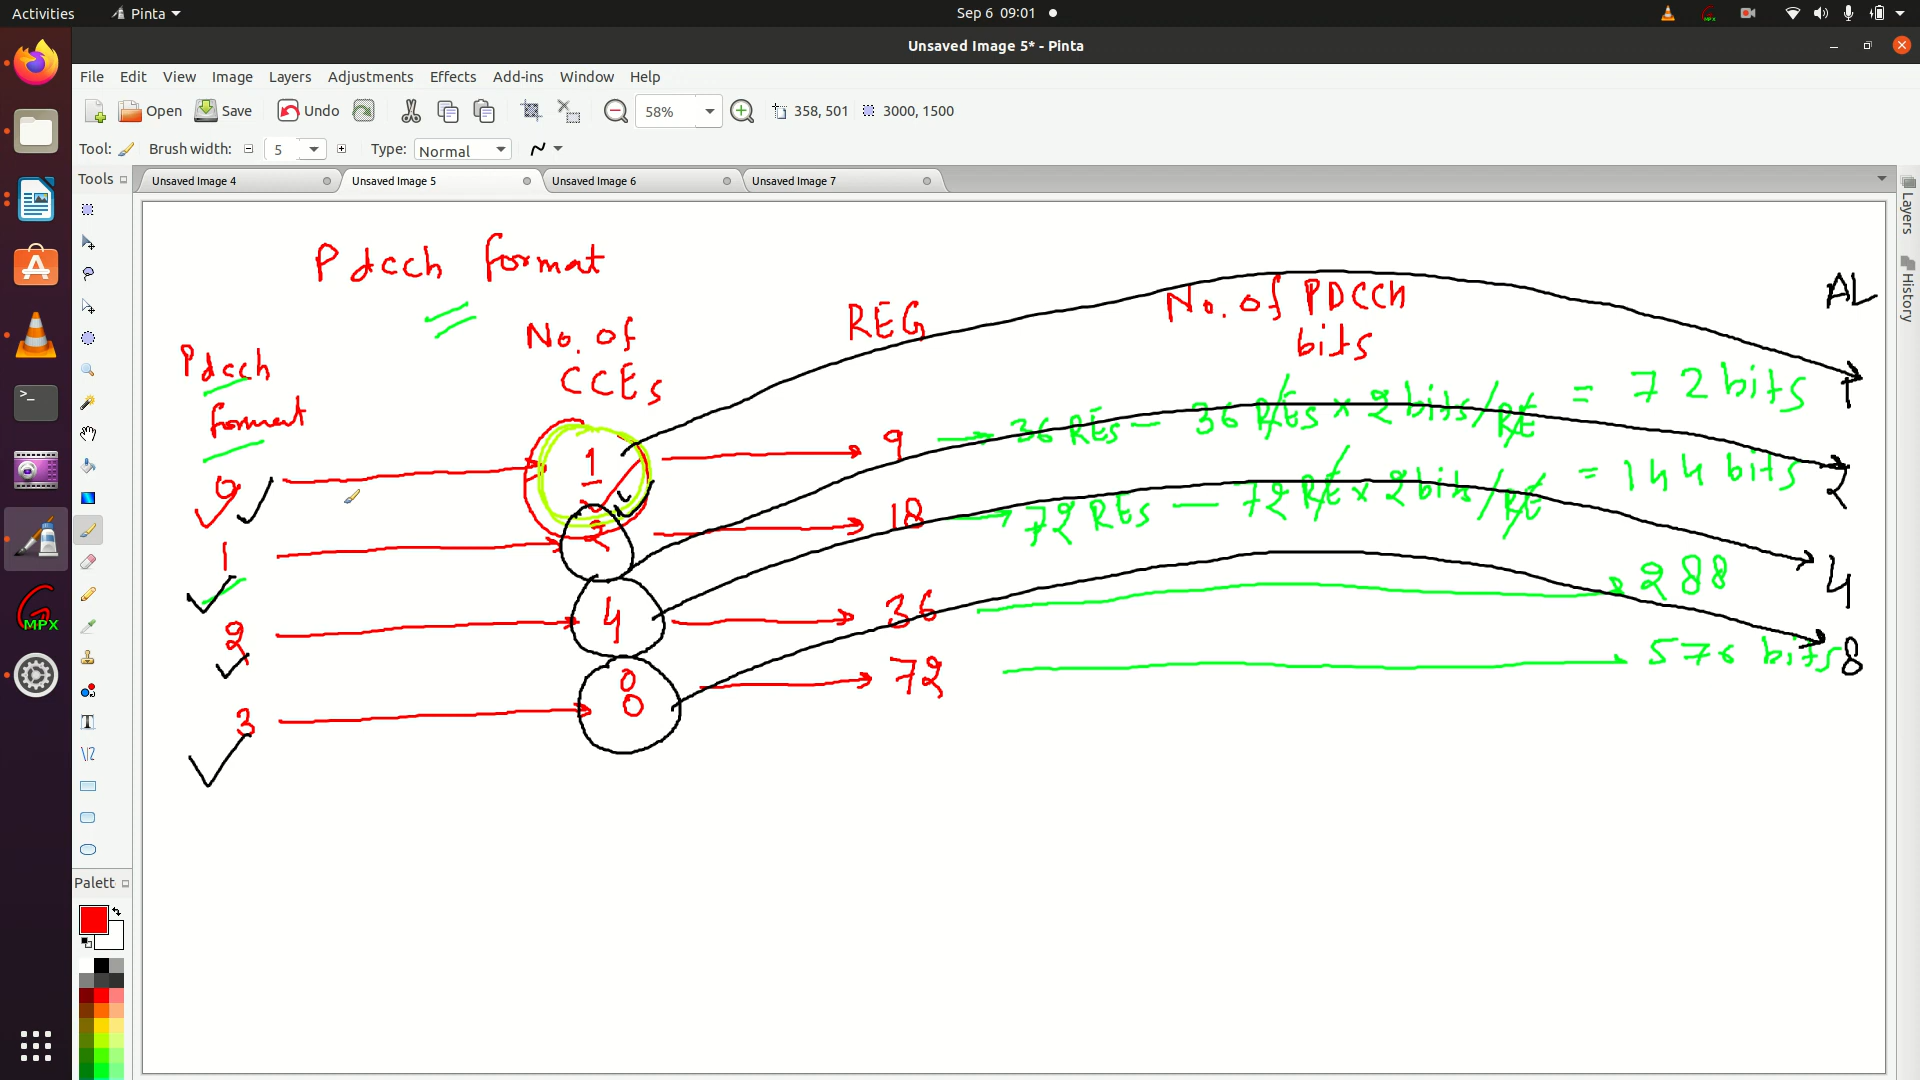 Activities
Pinta
Sep 6 09:01
MPX
Unsaved Image 5* - Pinta
File Edit View Image Layers Adjustments Effects Add-ins Window Help
Open Save Undo 58% 358, 501 3000, 1500
Tool: Brush width: 5 Type: Normal
Tools
Unsaved Image 4 Unsaved Image 5 Unsaved Image 6 Unsaved Image 7
Layers
History
MPX
Palett
Pdcch format
Pdcch format
No. of CCEs
REG
No. of PDCCH bits
AL
0 1 9 36 REs — 36 REs x 2 bits/RE = 72 bits 1
1 2 18 72 REs — 72 RE x 2 bits/RE = 144 bits 2
2 4 36 288 4
3 8 72 576 bits 8